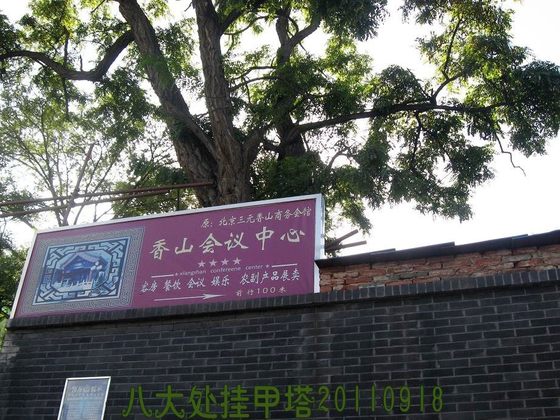 原：北京三元香山商务会馆
香山会议中心
★★★★
xiangshan conferene center
客房 餐饮 会议 娱乐 农副产品展卖
前行100米
八大处挂甲塔20110918